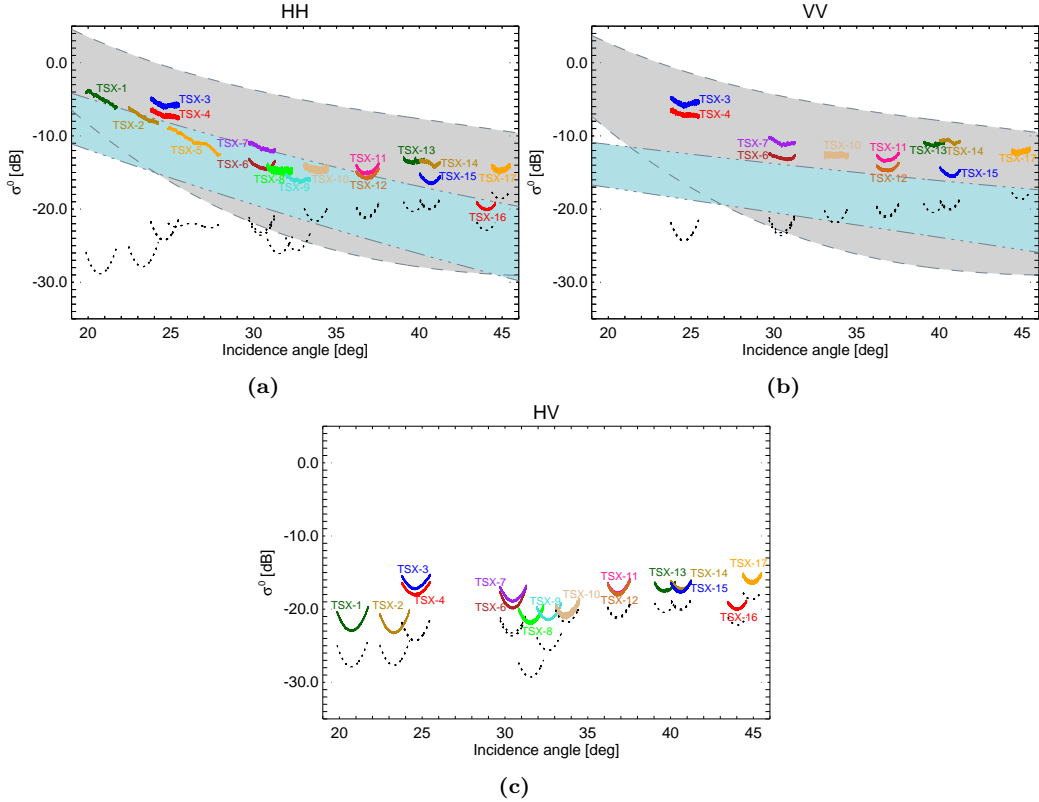 HH
0.0
-10.0
-20.0
-30.0
σ⁰ [dB]
TSX-1
TSX-2
TSX-3
TSX-4
TSX-5
TSX-7
TSX-6
TSX-8
TSX-9
TSX-10
TSX-11
TSX-12
TSX-13
TSX-14
TSX-15
TSX-17
TSX-16
20 25 30 35 40 45
Incidence angle [deg]
(a)
VV
0.0
-10.0
-20.0
-30.0
σ⁰ [dB]
TSX-3
TSX-4
TSX-7
TSX-6
TSX-10
TSX-11
TSX-12
TSX-13
TSX-14
TSX-15
TSX-17
20 25 30 35 40 45
Incidence angle [deg]
(b)
HV
0.0
-10.0
-20.0
-30.0
σ⁰ [dB]
TSX-1
TSX-2
TSX-3
TSX-4
TSX-7
TSX-6
TSX-8
TSX-9
TSX-10
TSX-11
TSX-12
TSX-13
TSX-14
TSX-15
TSX-17
TSX-16
20 25 30 35 40 45
Incidence angle [deg]
(c)